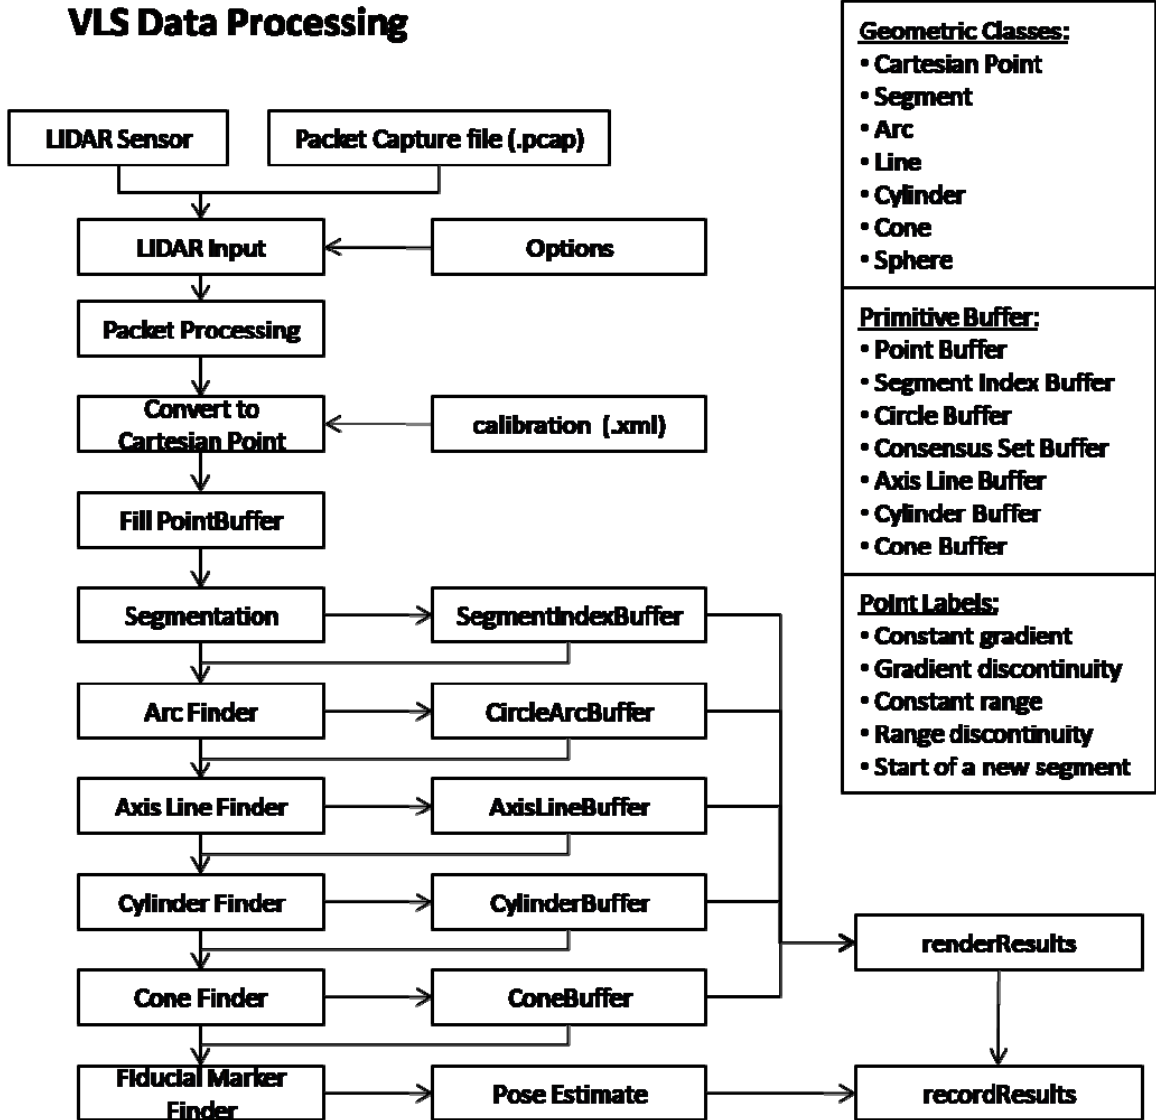 VLS Data Processing
LIDAR Sensor
Packet Capture file (.pcap)
LIDAR Input
Options
Packet Processing
Convert to
Cartesian Point
calibration (.xml)
Fill PointBuffer
Segmentation
SegmentIndexBuffer
Arc Finder
CircleArcBuffer
Axis Line Finder
AxisLineBuffer
Cylinder Finder
CylinderBuffer
Cone Finder
ConeBuffer
Fiducial Marker
Finder
Pose Estimate
renderResults
recordResults
Geometric Classes:
• Cartesian Point
• Segment
• Arc
• Line
• Cylinder
• Cone
• Sphere
Primitive Buffer:
• Point Buffer
• Segment Index Buffer
• Circle Buffer
• Consensus Set Buffer
• Axis Line Buffer
• Cylinder Buffer
• Cone Buffer
Point Labels:
• Constant gradient
• Gradient discontinuity
• Constant range
• Range discontinuity
• Start of a new segment